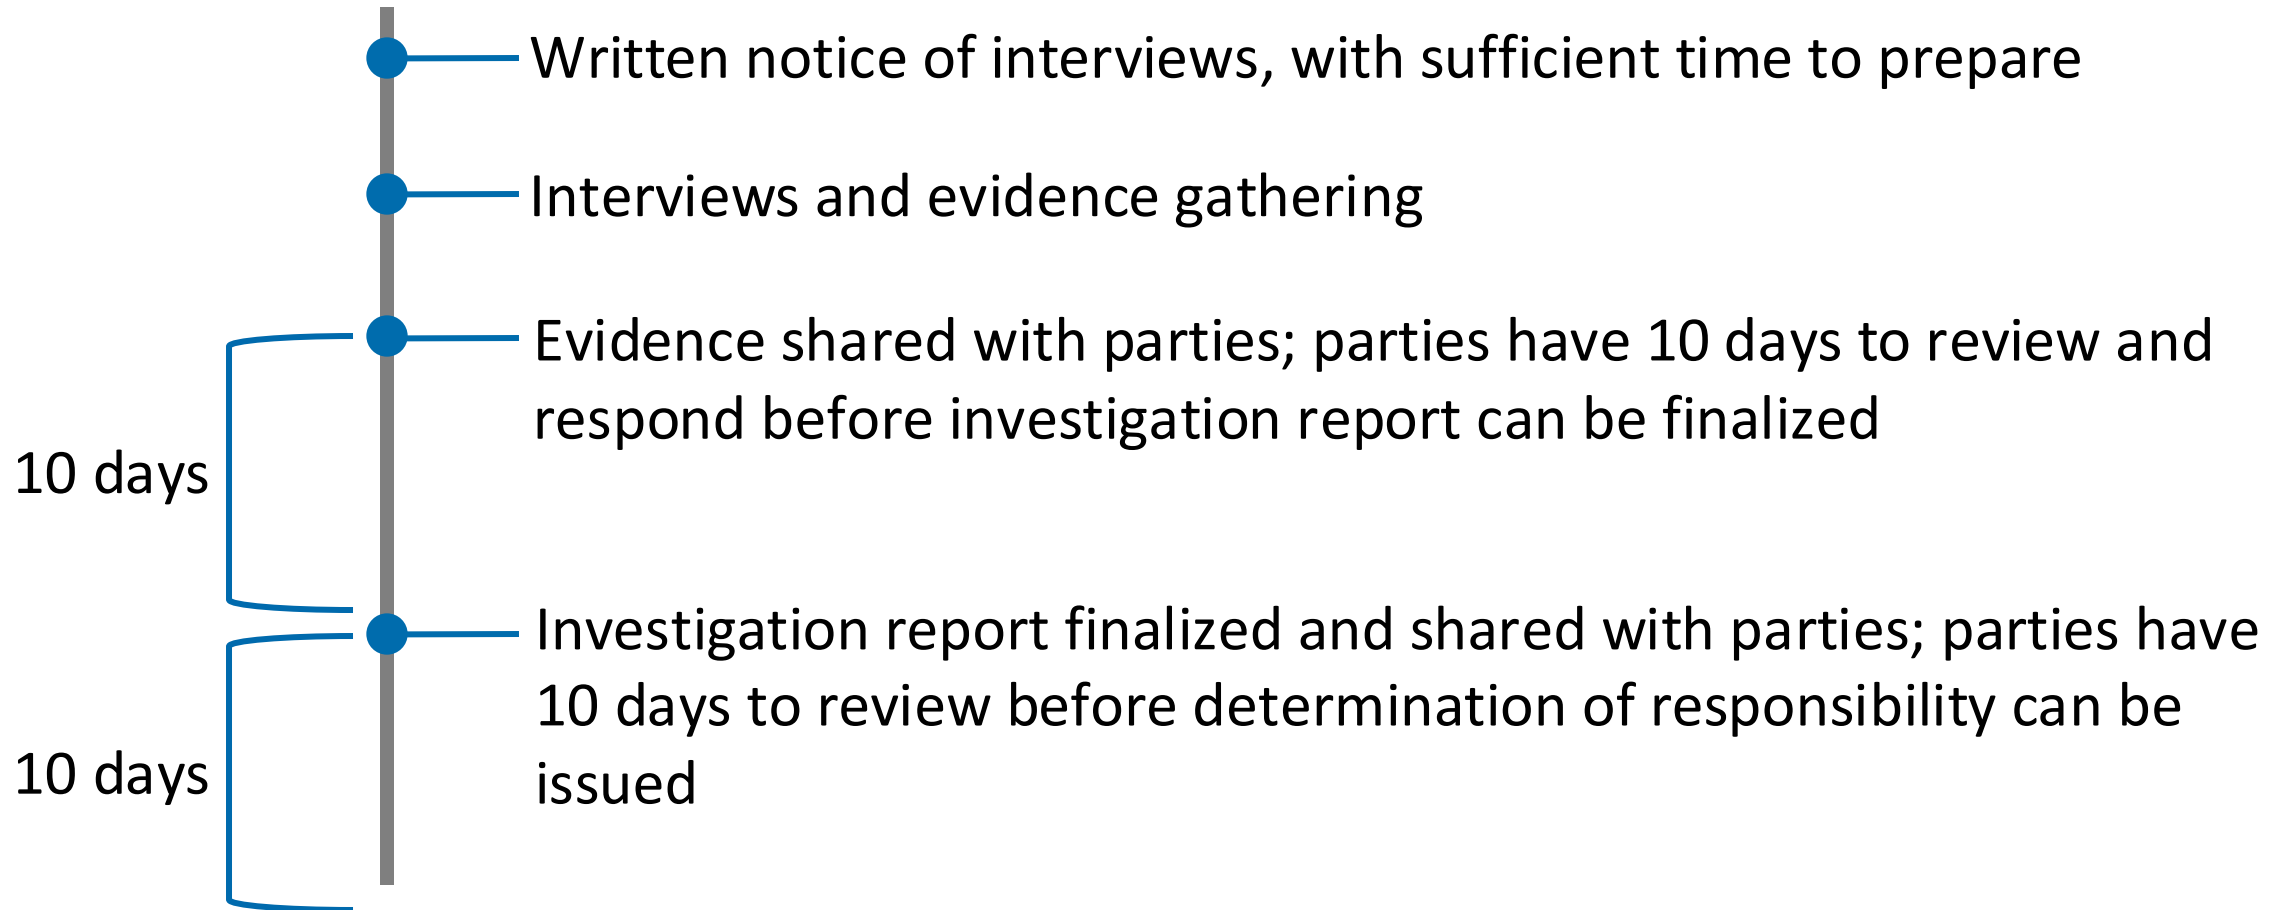 Written notice of interviews, with sufficient time to prepare
Interviews and evidence gathering
Evidence shared with parties; parties have 10 days to review and
respond before investigation report can be finalized
10 days
Investigation report finalized and shared with parties; parties have
10 days to review before determination of responsibility can be
issued
10 days